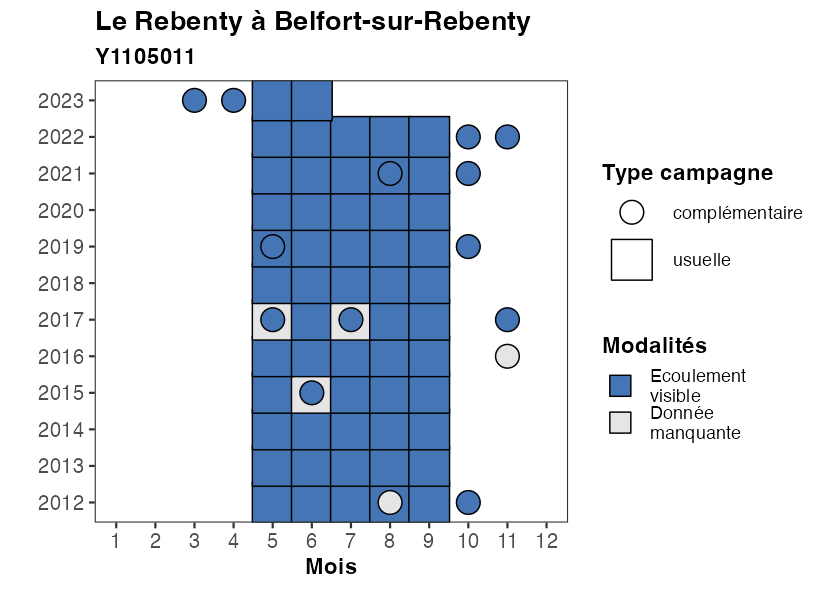 Le Rebenty à Belfort-sur-Rebenty
Y1105011
2023
2022
2021
2020
2019
2018
2017
2016
2015
2014
2013
2012
1 2 3 4 5 6 7 8 9 10 11 12
Mois
Type campagne
complémentaire
usuelle
Modalités
Ecoulement
visible
Donnée
manquante